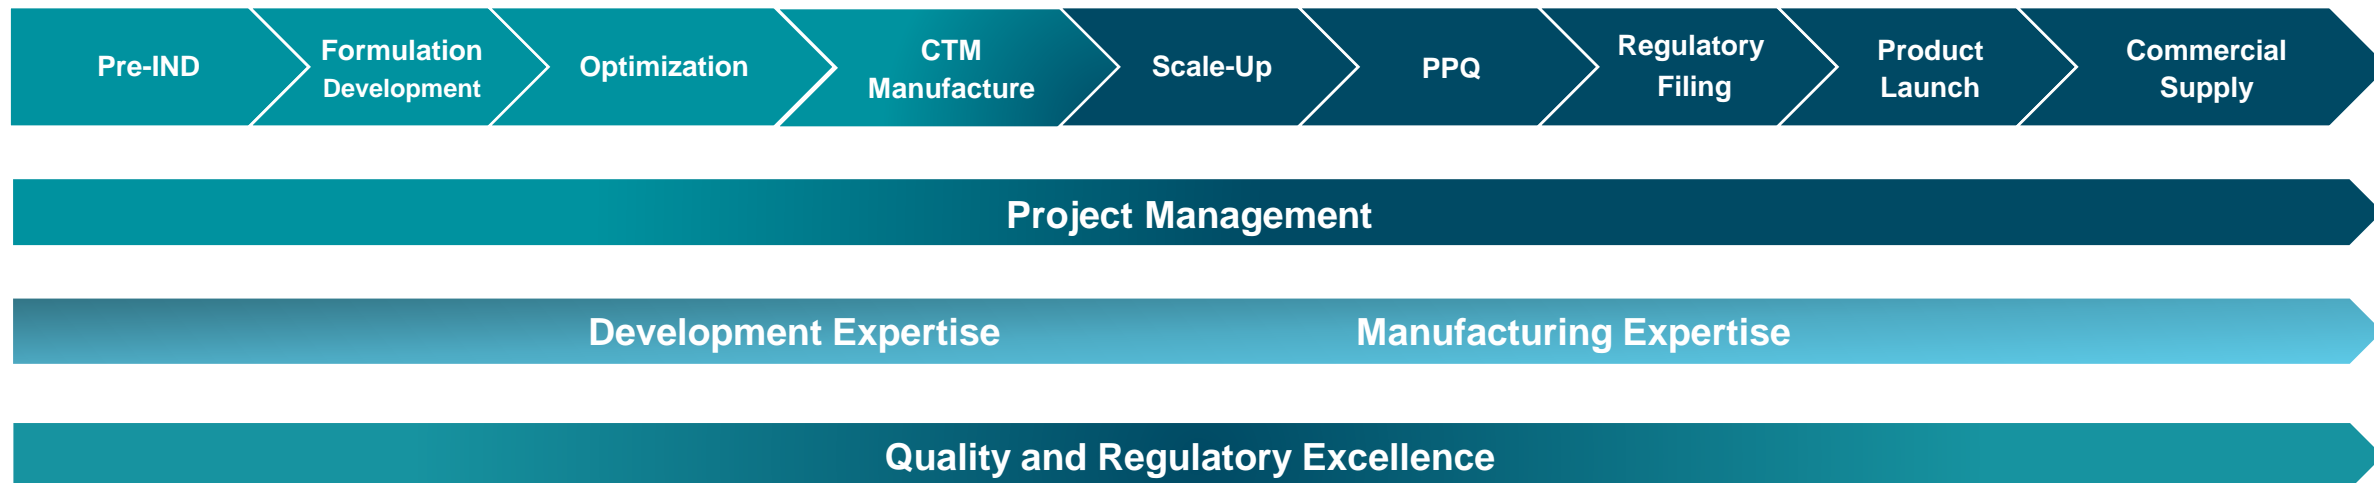 Pre-IND
Formulation
Development
Optimization
CTM
Manufacture
Scale-Up
PPQ
Regulatory
Filing
Product
Launch
Commercial
Supply
Project Management
Development Expertise
Manufacturing Expertise
Quality and Regulatory Excellence